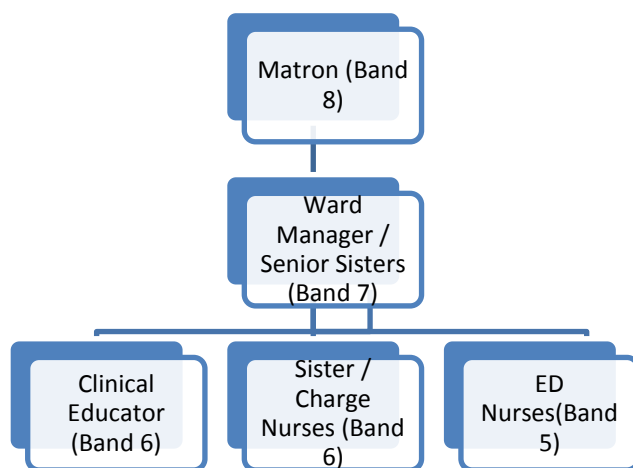 Matron (Band
8)
Ward
Manager /
Senior Sisters
(Band 7)
Clinical
Educator
(Band 6)
Sister /
Charge
Nurses (Band
6)
ED
Nurses(Band
5)